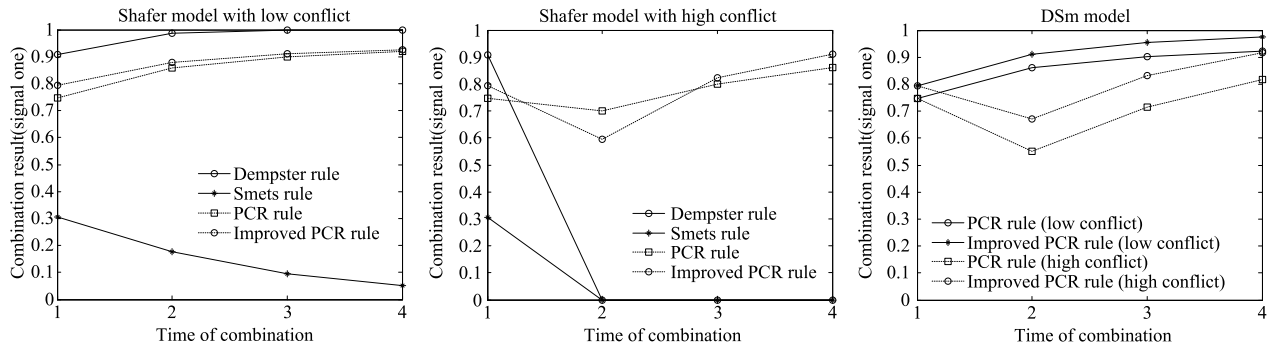 Shafer model with low conflict
Combination result(signal one)
1
0.9
0.8
0.7
0.6
0.5
0.4
0.3
0.2
0.1
0
Dempster rule
Smets rule
PCR rule
Improved PCR rule
1 2 3 4
Time of combination
Shafer model with high conflict
Combination result(signal one)
1
0.9
0.8
0.7
0.6
0.5
0.4
0.3
0.2
0.1
0
Dempster rule
Smets rule
PCR rule
Improved PCR rule
1 2 3 4
Time of combination
DSm model
Combination result(signal one)
1
0.9
0.8
0.7
0.6
0.5
0.4
0.3
0.2
0.1
0
PCR rule (low conflict)
Improved PCR rule (low conflict)
PCR rule (high conflict)
Improved PCR rule (high conflict)
1 2 3 4
Time of combination